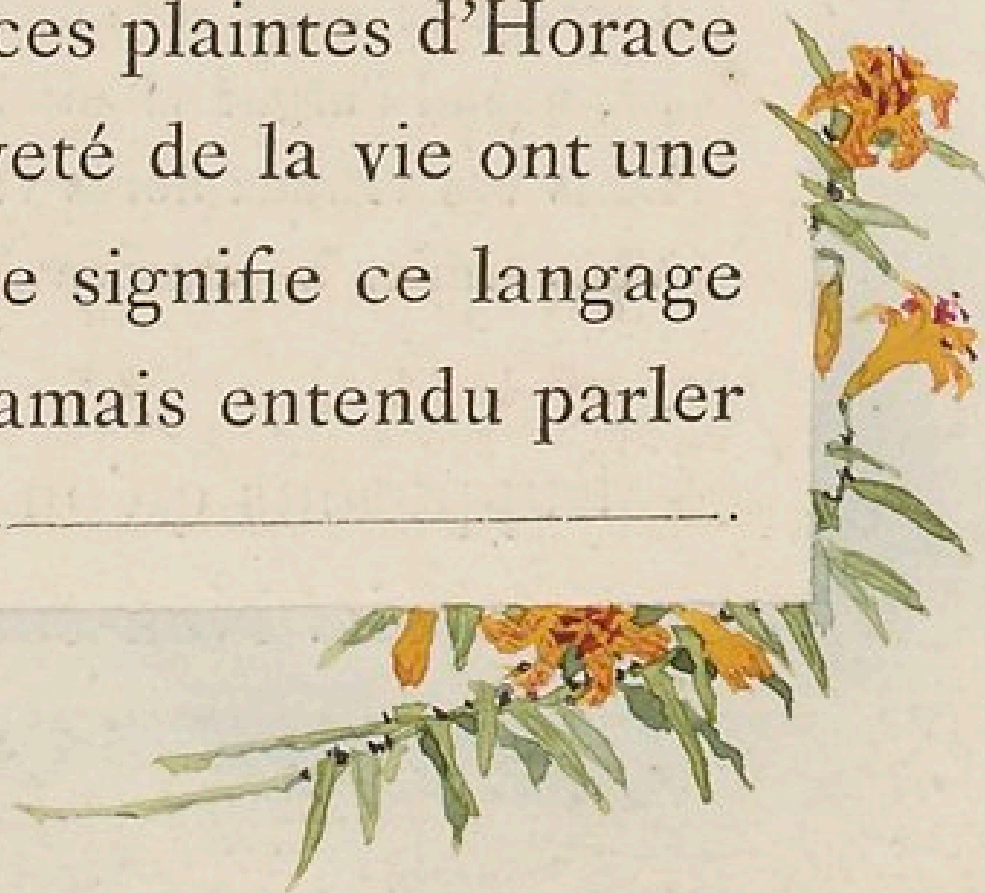 ces plaintes d'Horace
veté de la vie ont une
e signifie ce langage
amais entendu parler